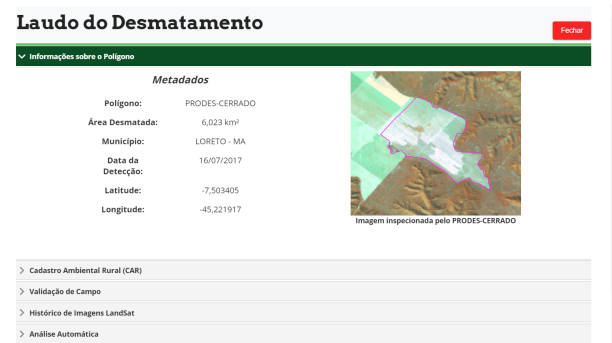 Laudo do Desmatamento
Fechar
Informações sobre o Polígono
Metadados
Polígono: PRODES-CERRADO
Área Desmatada: 6,023 km²
Município: LORETO - MA
Data da Detecção: 16/07/2017
Latitude: -7,503405
Longitude: -45,221917
Imagem inspecionada pelo PRODES-CERRADO
Cadastro Ambiental Rural (CAR)
Validação de Campo
Histórico de Imagens LandSat
Análise Automática